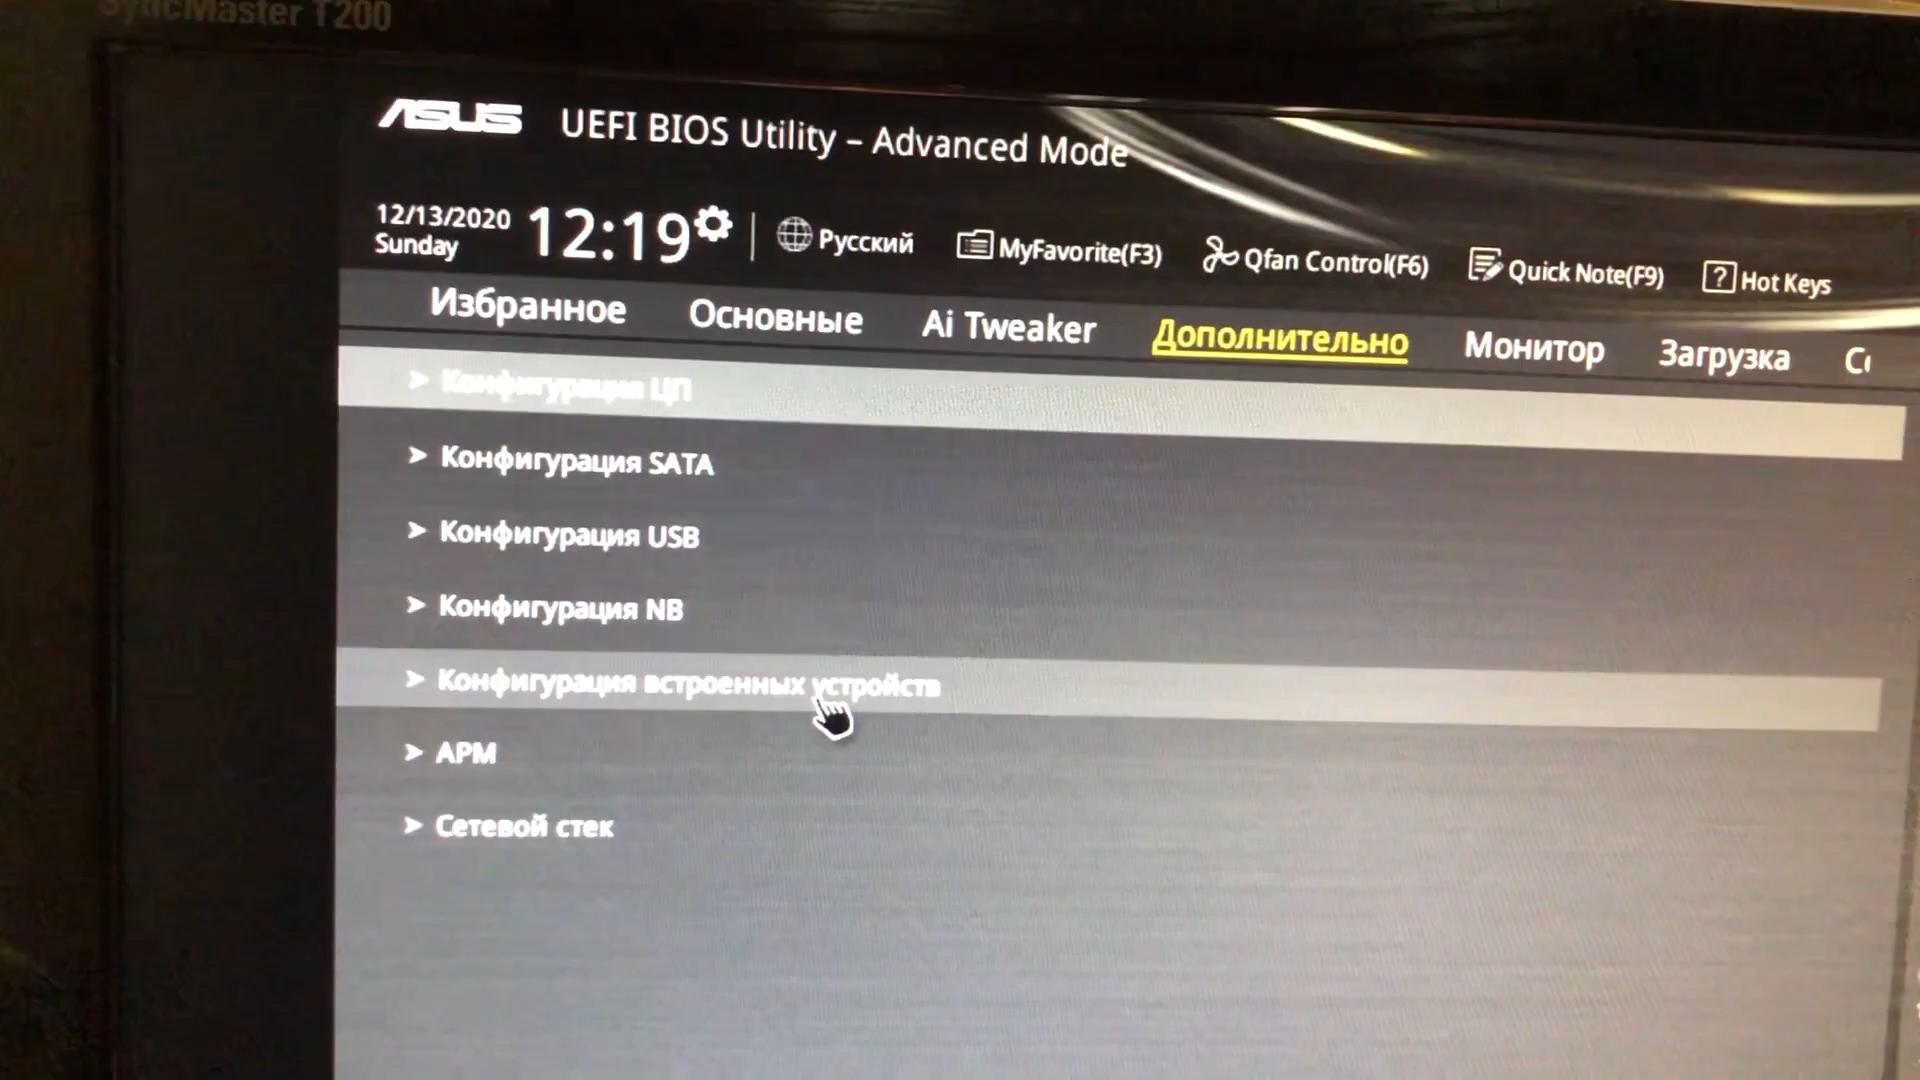 SyncMaster T200
ASUS UEFI BIOS Utility – Advanced Mode
12/13/2020
Sunday
12:19
Русский
MyFavorite(F3)
Qfan Control(F6)
Quick Note(F9)
? Hot Keys
Избранное Основные Ai Tweaker Дополнительно Монитор Загрузка
> Конфигурация ЦП
> Конфигурация SATA
> Конфигурация USB
> Конфигурация NB
> Конфигурация встроенных устройств
> APM
> Сетевой стек